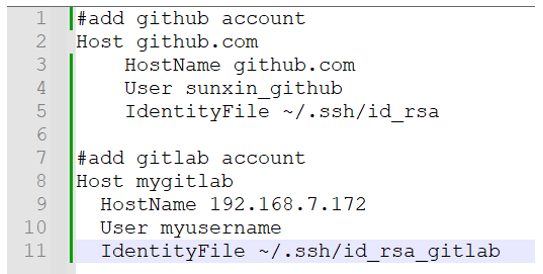 1 #add github account
2 Host github.com
3     HostName github.com
4     User sunxin_github
5     IdentityFile ~/.ssh/id_rsa
6
7 #add gitlab account
8 Host mygitlab
9   HostName 192.168.7.172
10   User myusername
11   IdentityFile ~/.ssh/id_rsa_gitlab